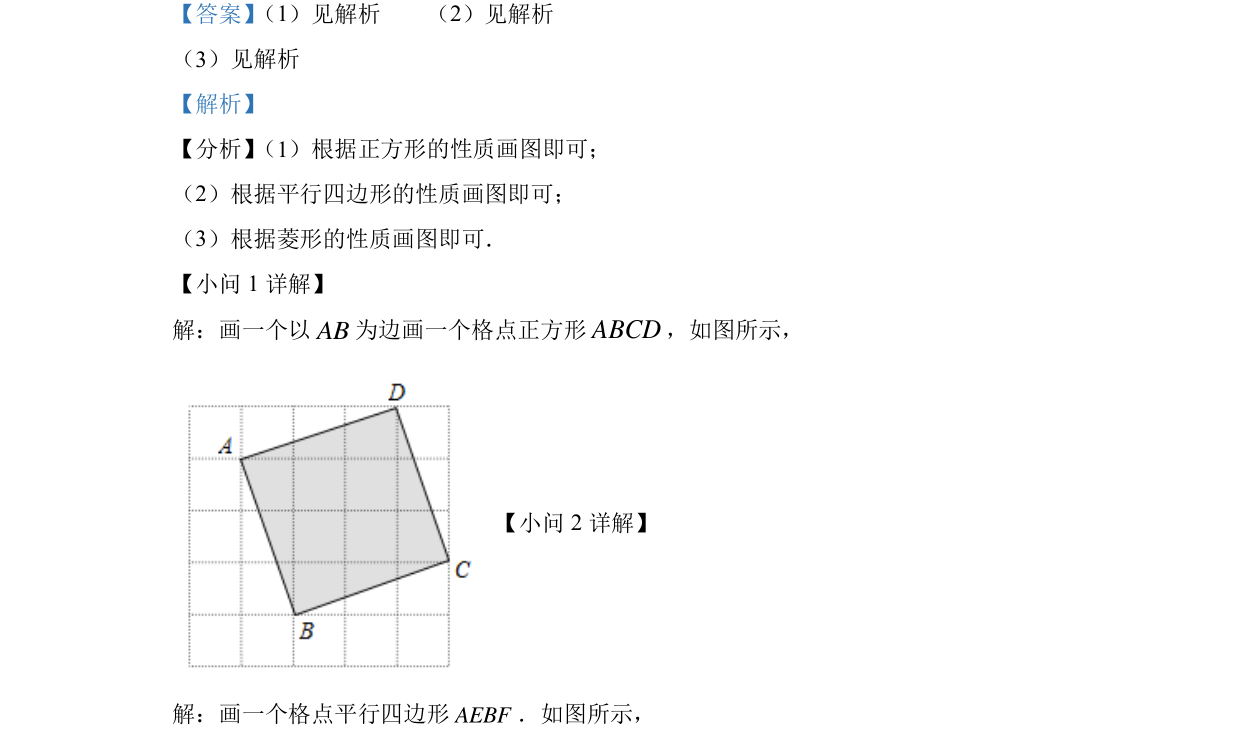 【答案】（1）见解析 （2）见解析
（3）见解析
【解析】
【分析】（1）根据正方形的性质画图即可；
（2）根据平行四边形的性质画图即可；
（3）根据菱形的性质画图即可．
【小问 1 详解】
解：画一个以 AB 为边画一个格点正方形 ABCD，如图所示，
D
A
【小问 2 详解】
C
B
解：画一个格点平行四边形 AEBF．如图所示，